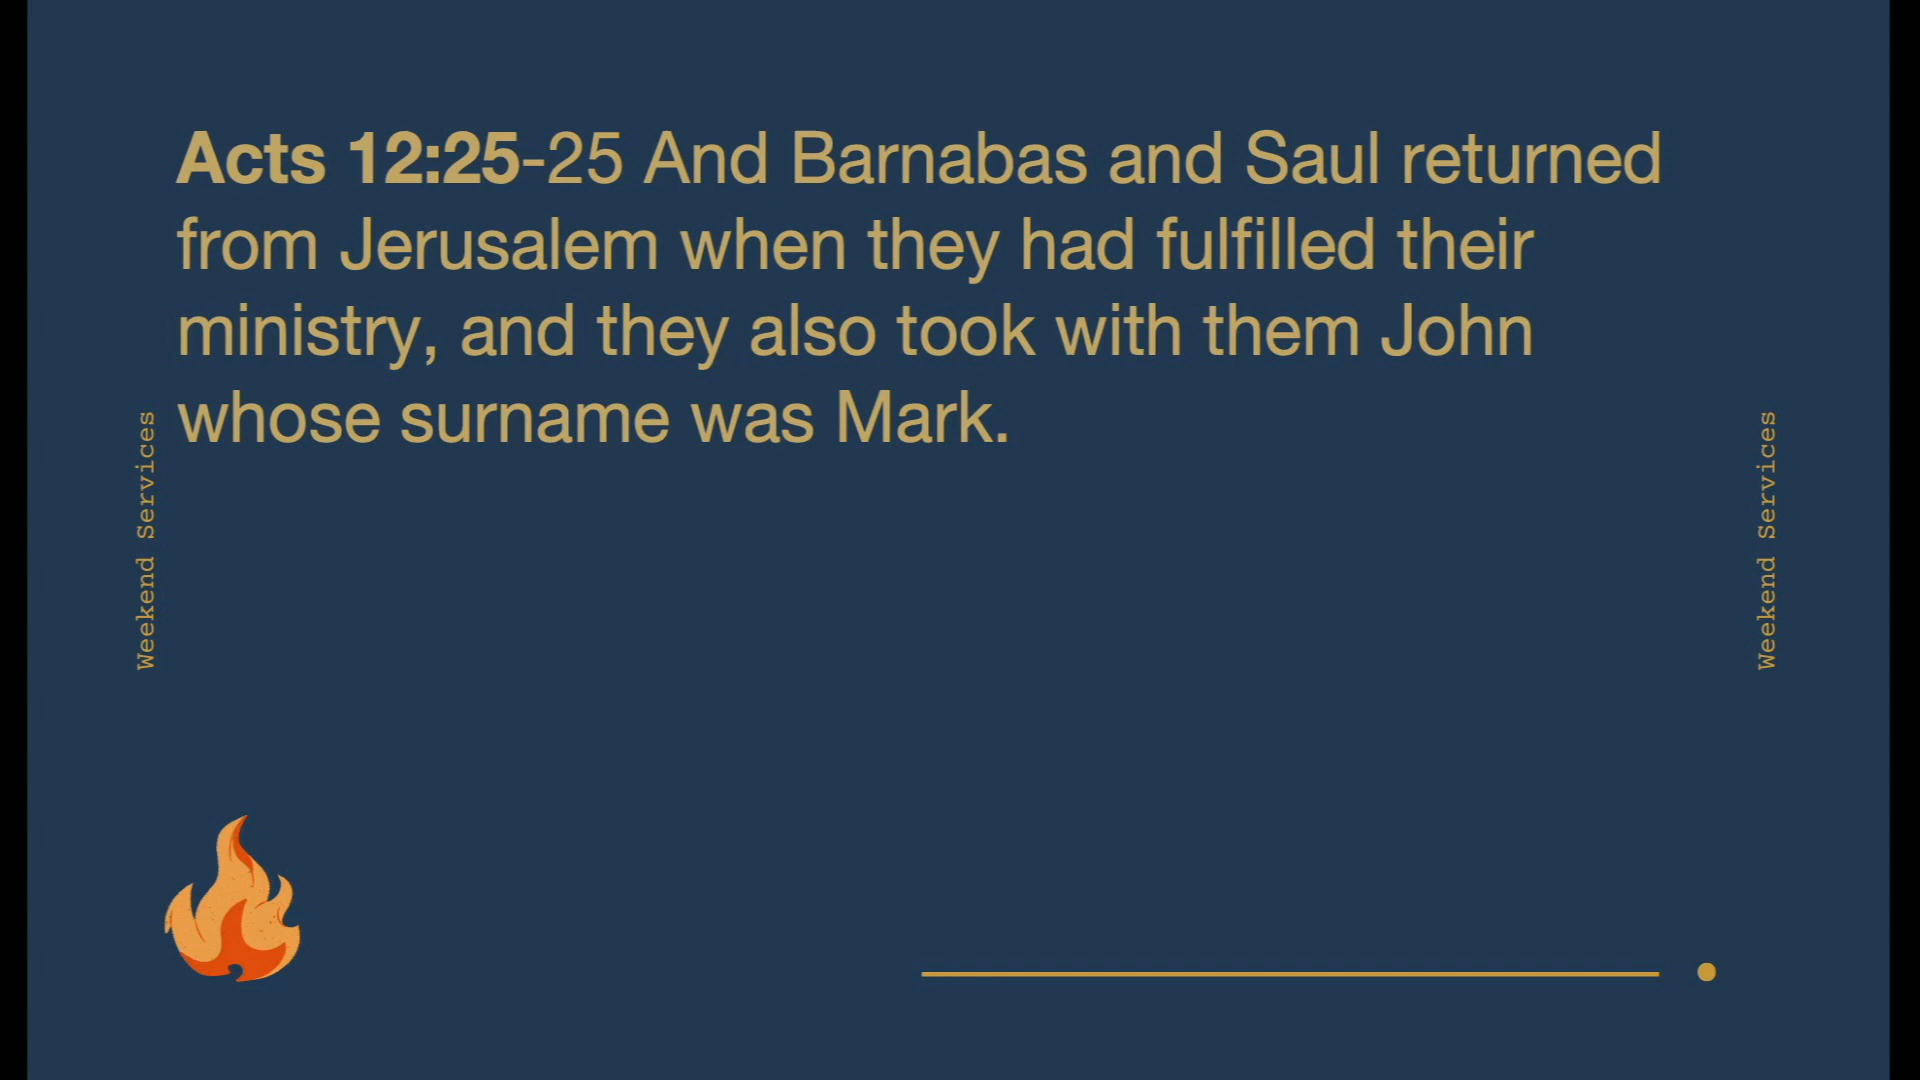 Acts 12:25-25 And Barnabas and Saul returned
from Jerusalem when they had fulfilled their
ministry, and they also took with them John
whose surname was Mark.
Weekend Services
Weekend Services